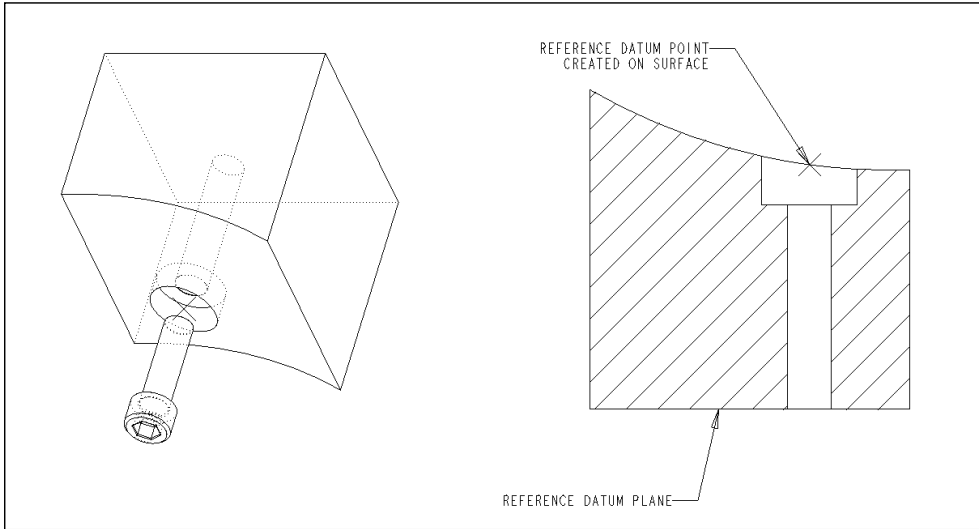 REFERENCE DATUM POINT
CREATED ON SURFACE
REFERENCE DATUM PLANE